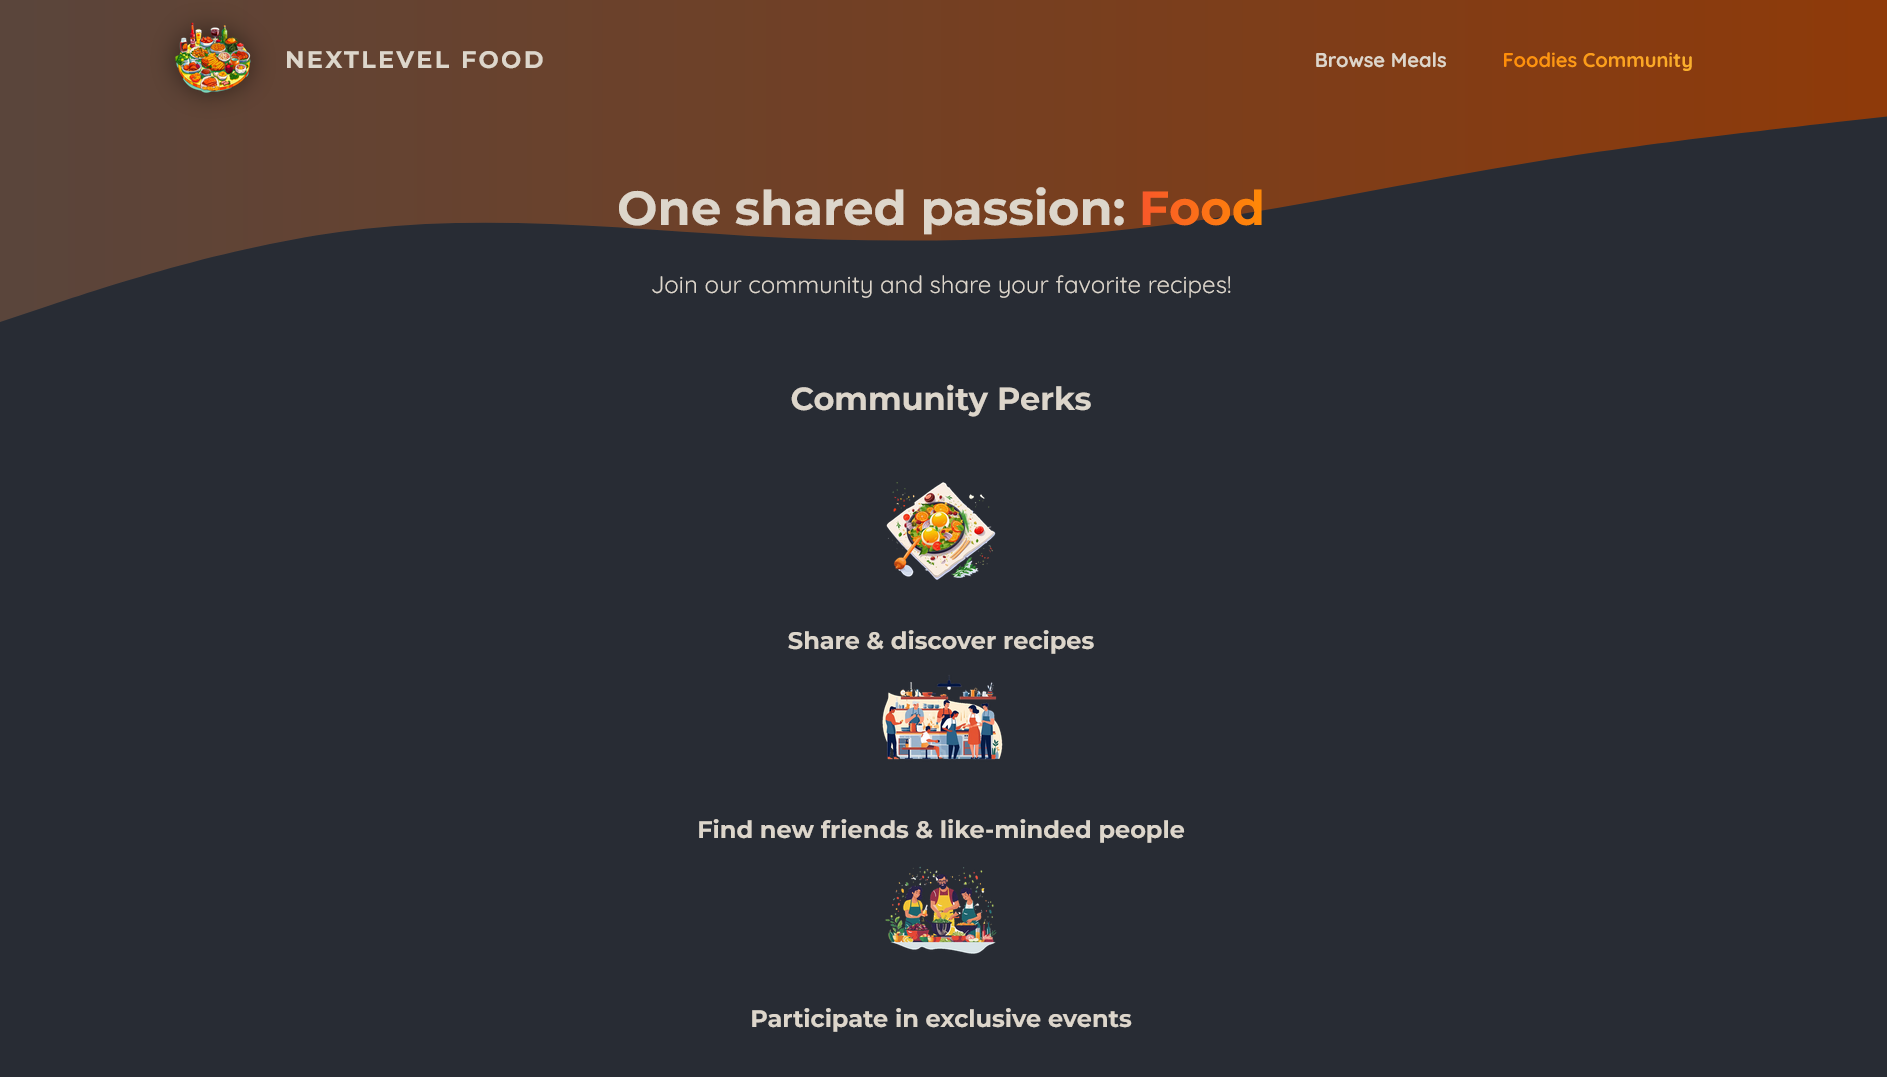 NEXTLEVEL FOOD
Browse Meals
Foodies Community
One shared passion: Food
Join our community and share your favorite recipes!
Community Perks
Share & discover recipes
Find new friends & like-minded people
Participate in exclusive events